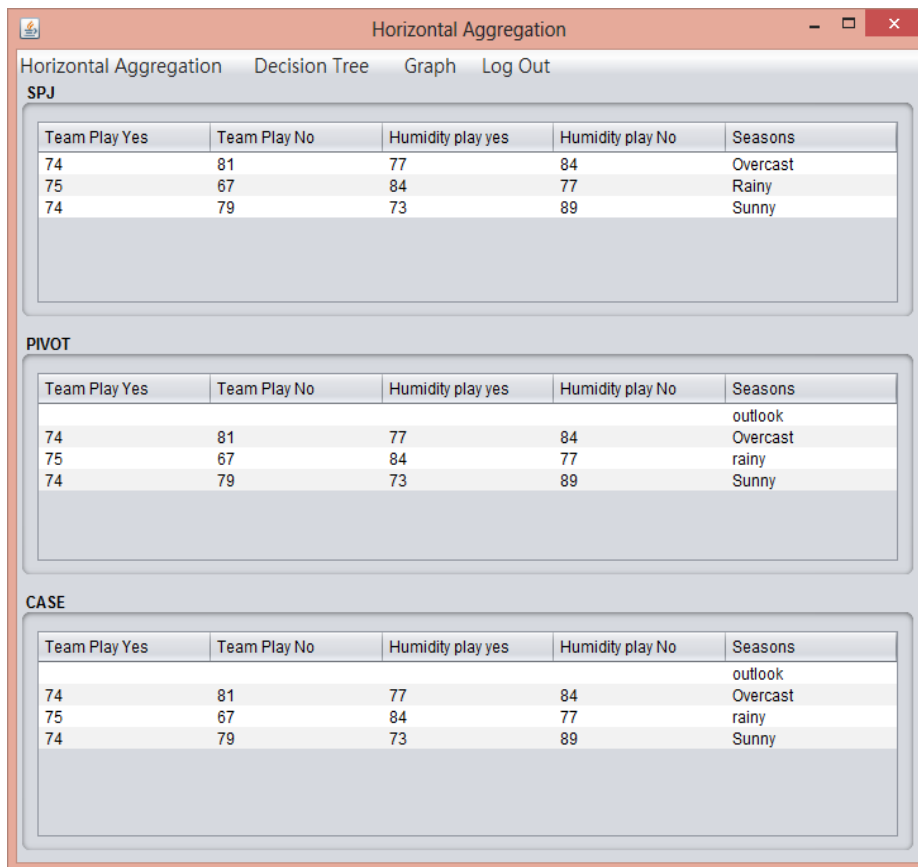 Horizontal Aggregation
Horizontal Aggregation Decision Tree Graph Log Out
SPJ
Team Play Yes Team Play No Humidity play yes Humidity play No Seasons
74 81 77 84 Overcast
75 67 84 77 Rainy
74 79 73 89 Sunny
PIVOT
Team Play Yes Team Play No Humidity play yes Humidity play No Seasons
outlook
74 81 77 84 Overcast
75 67 84 77 rainy
74 79 73 89 Sunny
CASE
Team Play Yes Team Play No Humidity play yes Humidity play No Seasons
outlook
74 81 77 84 Overcast
75 67 84 77 rainy
74 79 73 89 Sunny